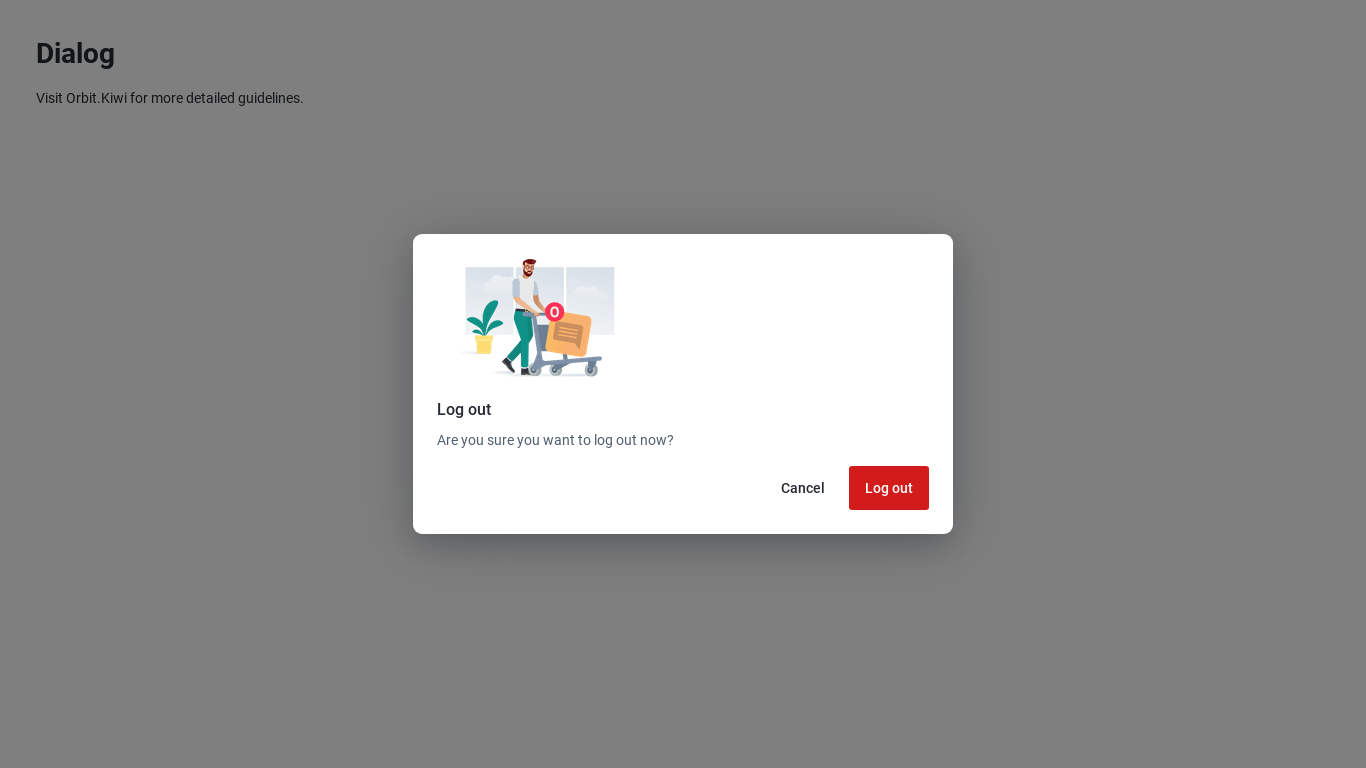 Dialog
Visit Orbit.Kiwi for more detailed guidelines.
0
Log out
Are you sure you want to log out now?
Cancel
Log out